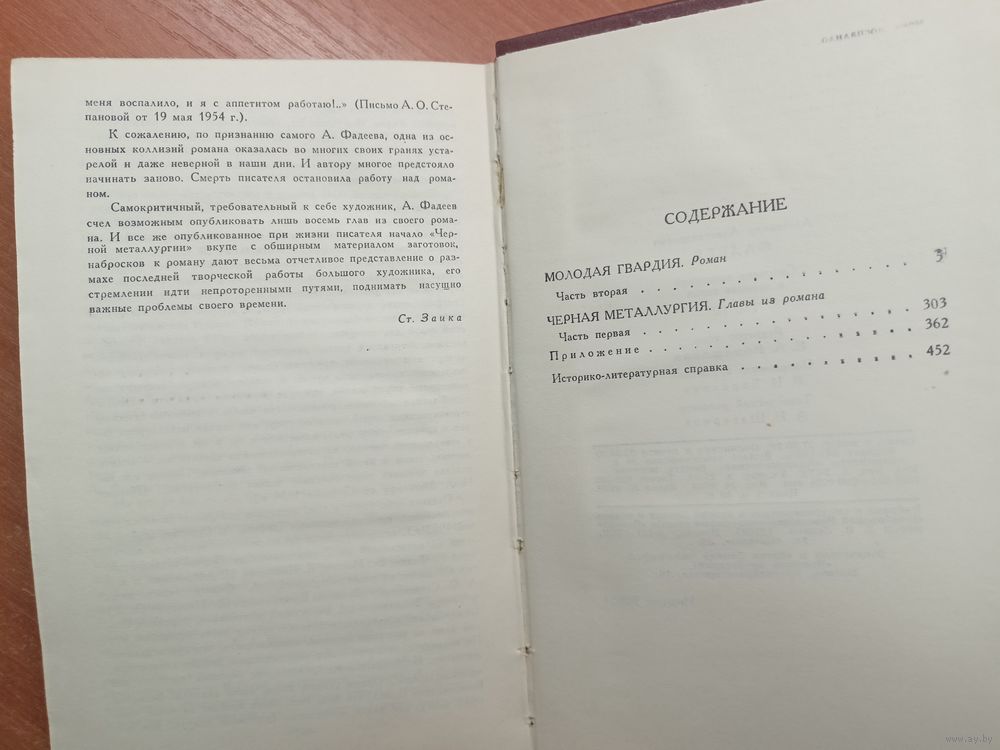 меня воспалило, и я с аппетитом работаю!..» (Письмо А. О. Сте-
пановой от 19 мая 1954 г.).
К сожалению, по признанию самого А. Фадеева, одна из ос-
новных коллизий романа оказалась во многих своих гранях уста-
релой и даже неверной в наши дни. И автору многое предстояло
начинать заново. Смерть писателя остановила работу над рома-
ном.
Самокритичный, требовательный к себе художник, А. Фадеев
счел возможным опубликовать лишь восемь глав из своего рома-
на. И все же опубликованное при жизни писателя начало «Чер-
ной металлургии» вкупе с обширным материалом заготовок,
набросков к роману дают весьма отчетливое представление о раз-
махе последней творческой работы большого художника, его
стремлении идти непроторенными путями, поднимать насущно
важные проблемы своего времени.
Ст. Заика
СОДЕРЖАНИЕ
МОЛОДАЯ ГВАРДИЯ. Роман
Часть вторая . . . . . . . . . . . . 3
ЧЕРНАЯ МЕТАЛЛУРГИЯ. Главы из романа
Часть первая . . . . . . . . . . . . 303
Приложение . . . . . . . . . . . . 362
Историко-литературная справка . . . . . . . . . 452
www.ay.by